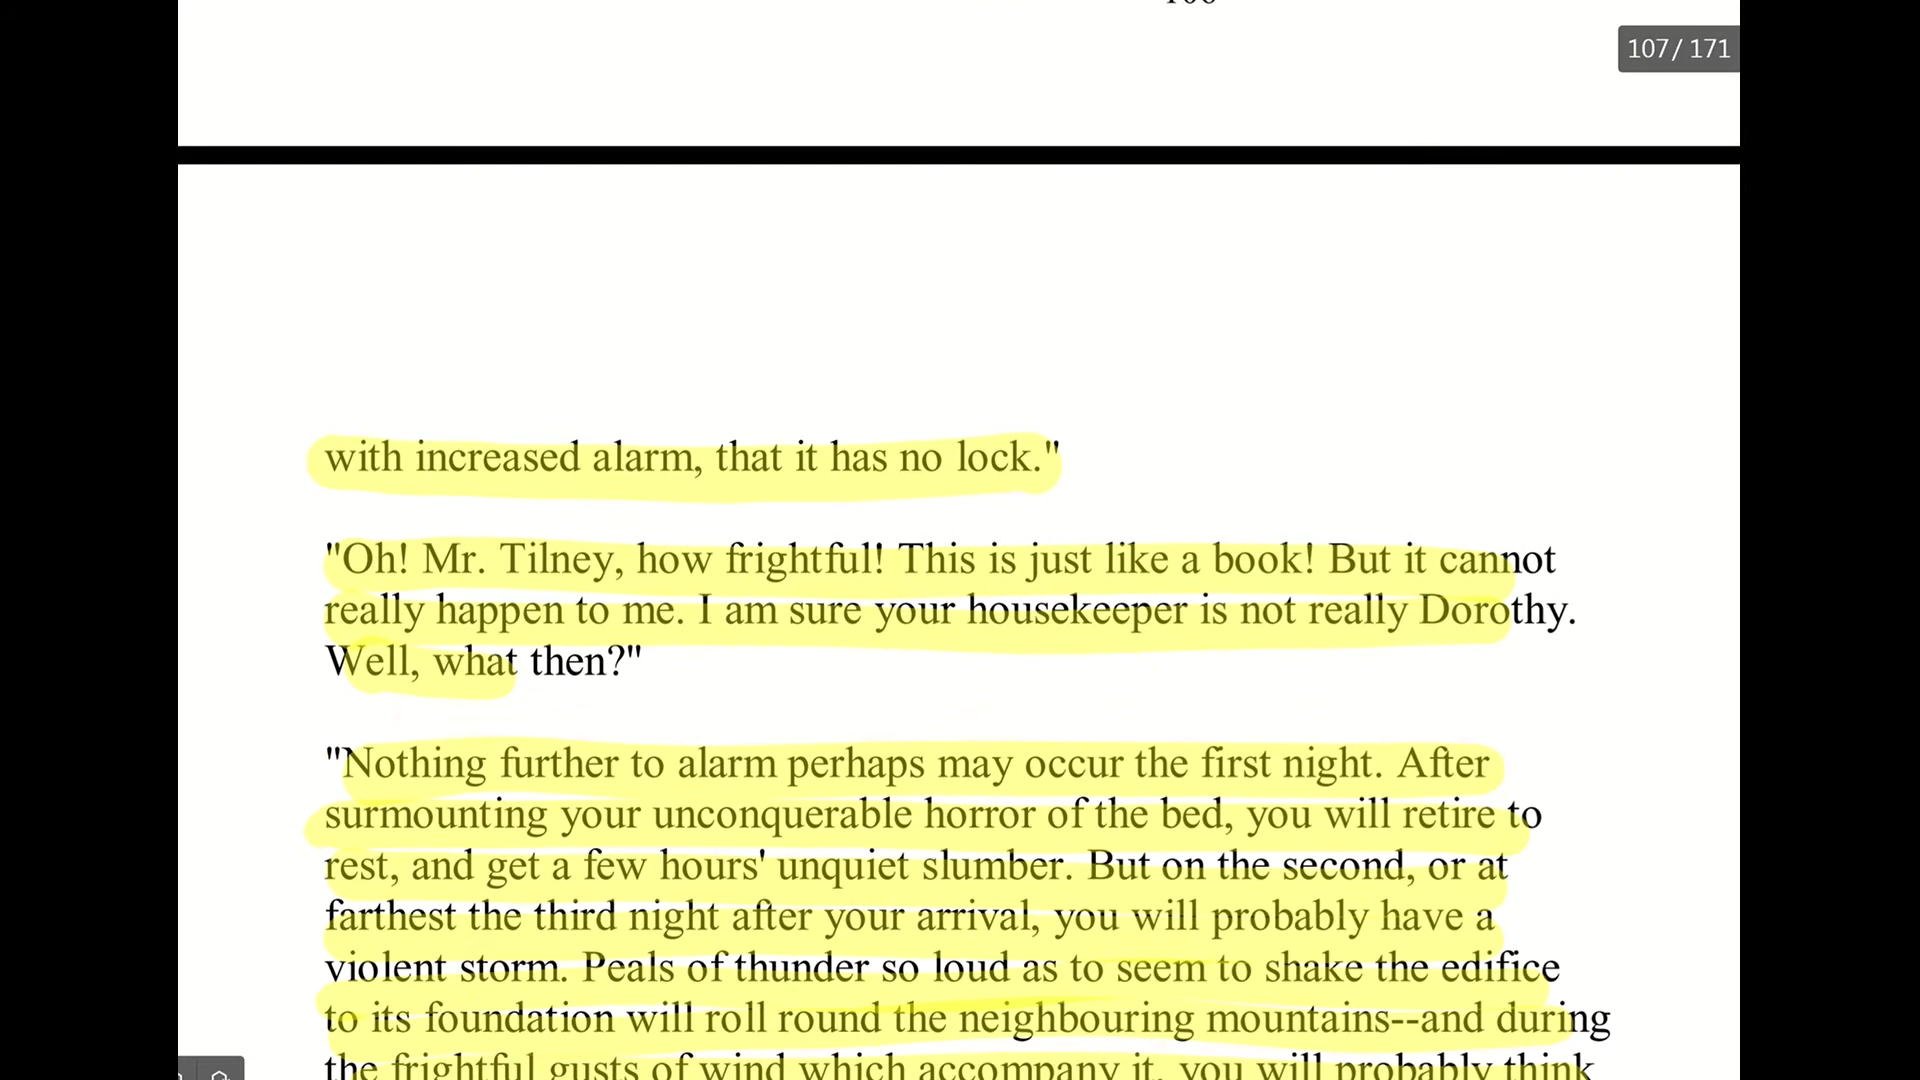 107/ 171
with increased alarm, that it has no lock."
"Oh! Mr. Tilney, how frightful! This is just like a book! But it cannot
really happen to me. I am sure your housekeeper is not really Dorothy.
Well, what then?"
"Nothing further to alarm perhaps may occur the first night. After
surmounting your unconquerable horror of the bed, you will retire to
rest, and get a few hours' unquiet slumber. But on the second, or at
farthest the third night after your arrival, you will probably have a
violent storm. Peals of thunder so loud as to seem to shake the edifice
to its foundation will roll round the neighbouring mountains--and during
the frightful gusts of wind which accompany it, you will probably think